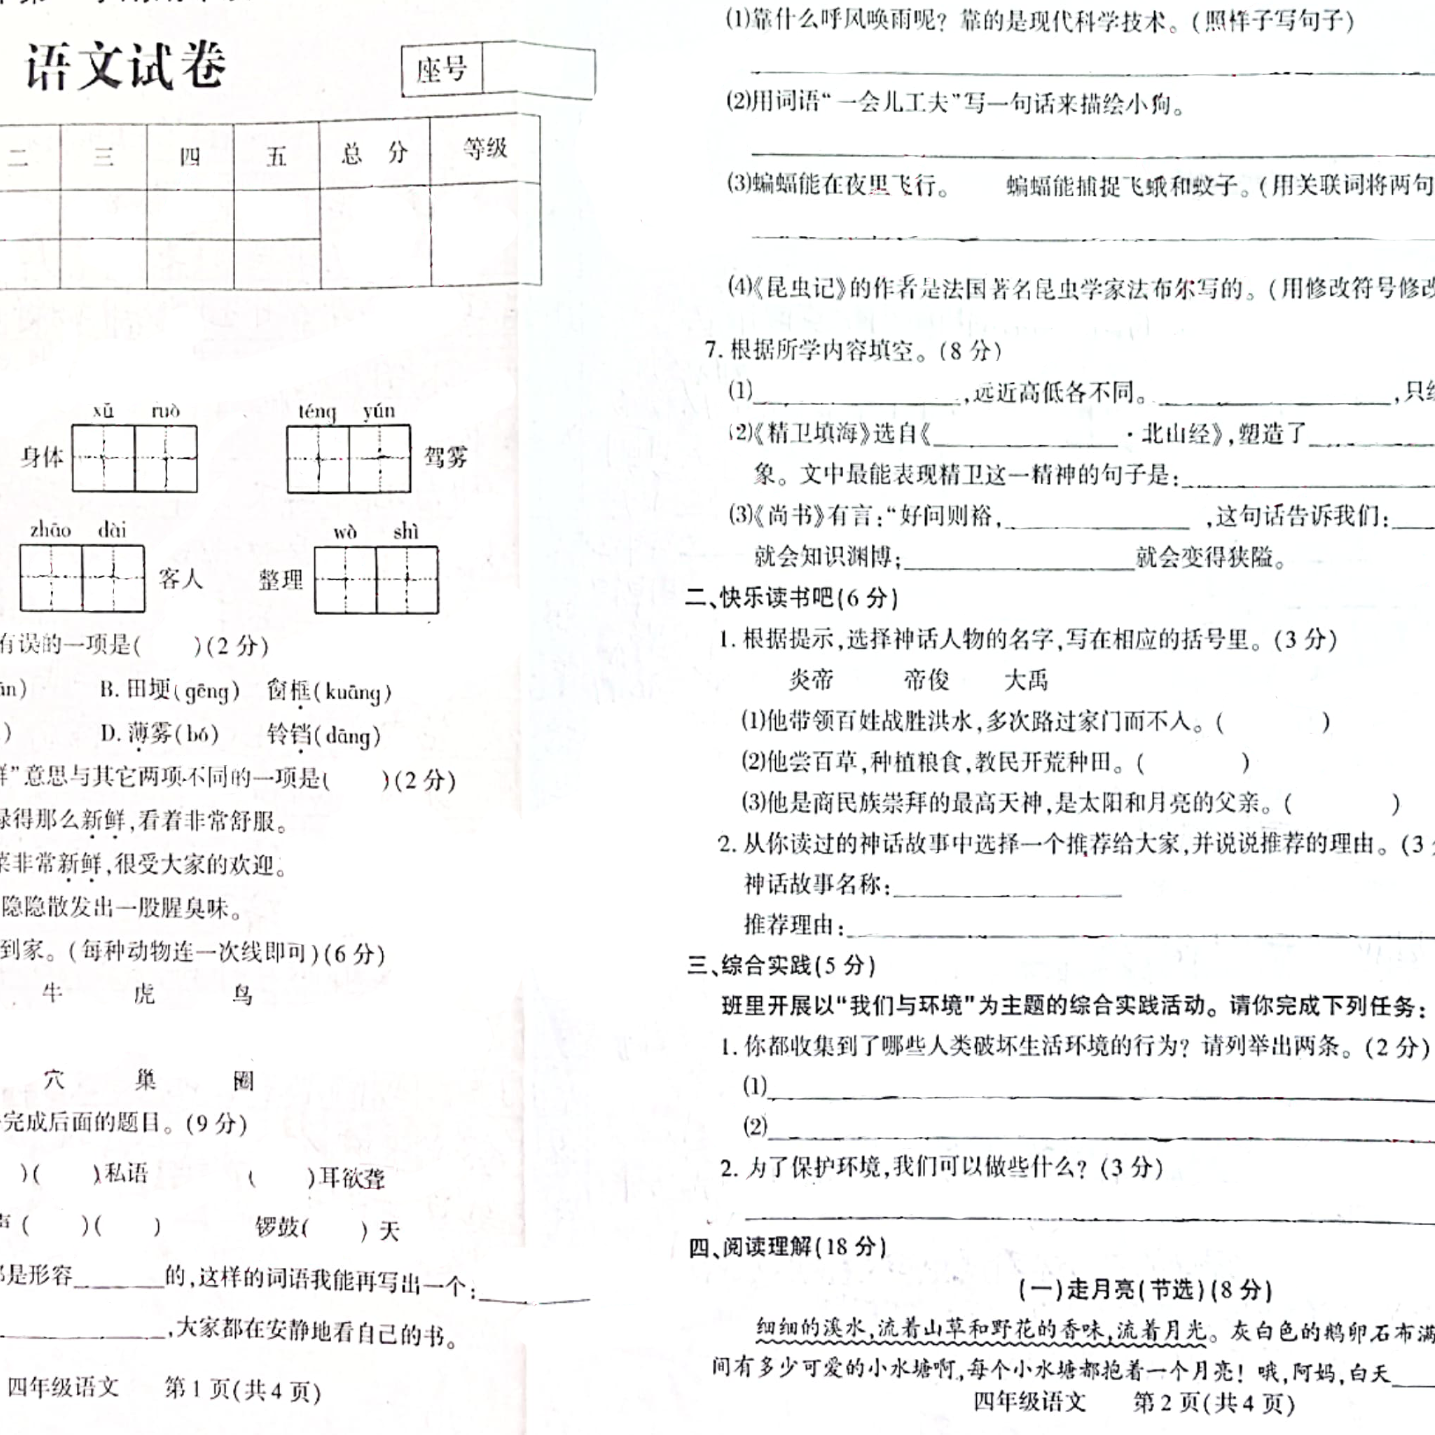 语文试卷
座号
二 三 四 五 总 分 等级
xū ruò téng yún
身体 驾雾
zhāo dài wò shì
客人 整理
有误的一项是( )(2 分)
B. 田埂(gēng) 窗框(kuāng)
) D. 薄雾(bó) 铃铛(dāng)
”意思与其它两项不同的一项是( )(2 分)
得那么新鲜,看着非常舒服。
菜非常新鲜,很受大家的欢迎。
隐隐散发出一股腥臭味。
到家。(每种动物连一次线即可)(6 分)
牛 虎 鸟
穴 巢 圈
完成后面的题目。(9 分)
)( )私语 ( )耳欲聋
声 ( )( ) 锣鼓( ) 天
都是形容________的,这样的词语我能再写出一个:__________
______________,大家都在安静地看自己的书。
四年级语文 第 1 页(共 4 页)
(1)靠什么呼风唤雨呢? 靠的是现代科学技术。(照样子写句子)
(2)用词语“一会儿工夫”写一句话来描绘小狗。
(3)蝙蝠能在夜里飞行。 蝙蝠能捕捉飞蛾和蚊子。(用关联词将两句
(4)《昆虫记》的作者是法国著名昆虫学家法布尔写的。(用修改符号修改
7. 根据所学内容填空。(8 分)
(1)__________________,远近高低各不同。____________________,只缘
(2)《精卫填海》选自《________________·北山经》,塑造了__________
象。文中最能表现精卫这一精神的句子是:______________________
(3)《尚书》有言:“好问则裕,________________ ,这句话告诉我们:____
就会知识渊博;____________________就会变得狭隘。
二、快乐读书吧(6 分)
1. 根据提示,选择神话人物的名字,写在相应的括号里。(3 分)
炎帝 帝俊 大禹
(1)他带领百姓战胜洪水,多次路过家门而不入。( )
(2)他尝百草,种植粮食,教民开荒种田。( )
(3)他是商民族崇拜的最高天神,是太阳和月亮的父亲。( )
2. 从你读过的神话故事中选择一个推荐给大家,并说说推荐的理由。(3
神话故事名称:____________________
推荐理由:__________________________________________________
三、综合实践(5 分)
班里开展以“我们与环境”为主题的综合实践活动。请你完成下列任务:
1. 你都收集到了哪些人类破坏生活环境的行为? 请列举出两条。(2 分)
(1)__________________________________________________
(2)__________________________________________________
2. 为了保护环境,我们可以做些什么? (3 分)
四、阅读理解(18 分)
(一)走月亮(节选)(8 分)
细细的溪水,流着山草和野花的香味,流着月光。灰白色的鹅卵石布满
间有多少可爱的小水塘啊,每个小水塘都抱着一个月亮! 哦,阿妈,白天____
四年级语文 第 2 页(共 4 页)